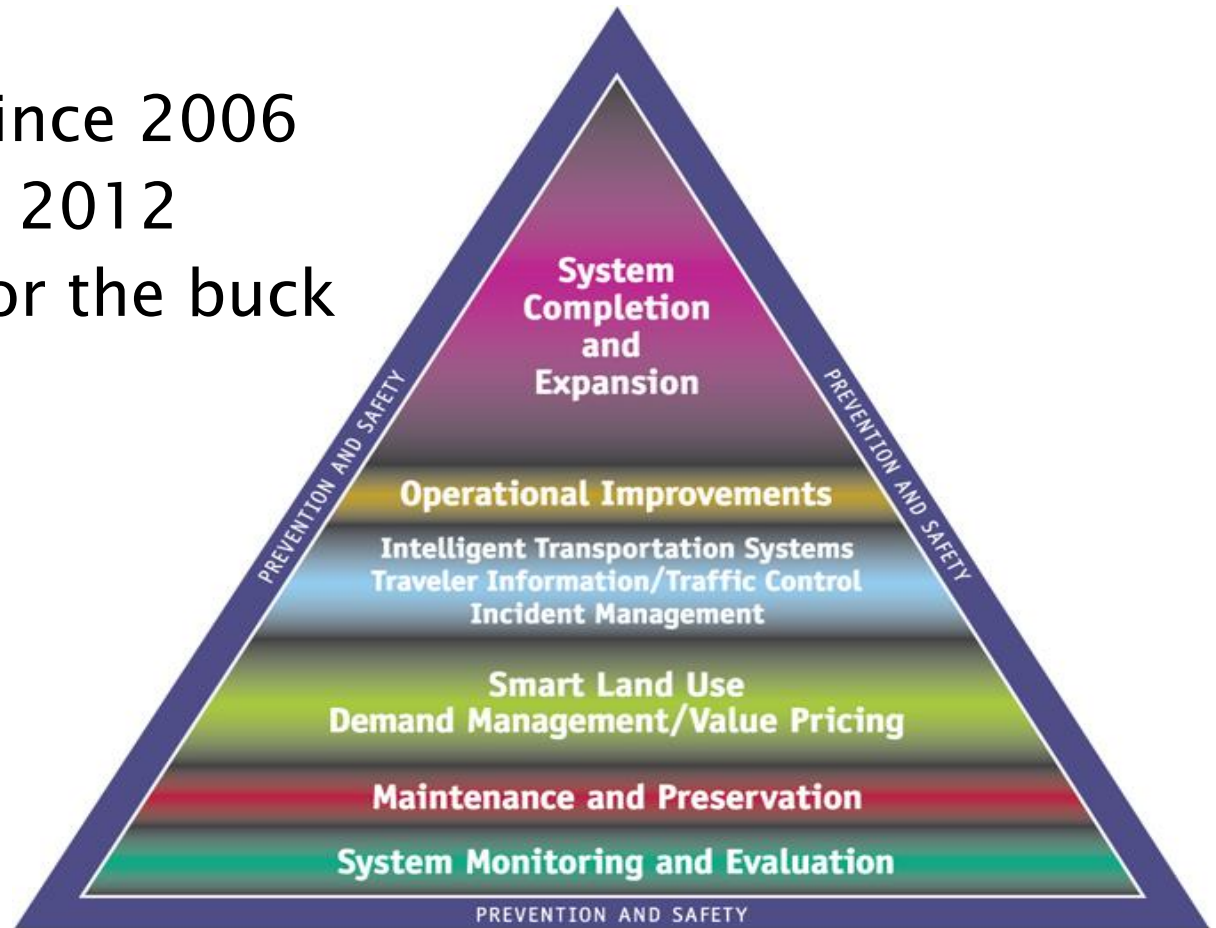 since 2006
2012
for the buck
System
Completion
and
Expansion
PREVENTION AND SAFETY
PREVENTION AND SAFETY
Operational Improvements
Intelligent Transportation Systems
Traveler Information/Traffic Control
Incident Management
Smart Land Use
Demand Management/Value Pricing
Maintenance and Preservation
System Monitoring and Evaluation
PREVENTION AND SAFETY